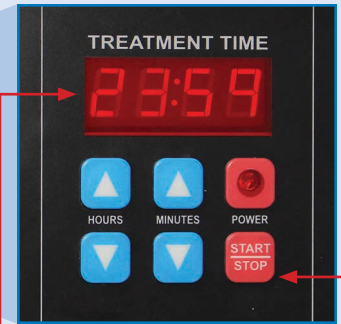 TREATMENT TIME
23:59
HOURS MINUTES POWER
START
STOP